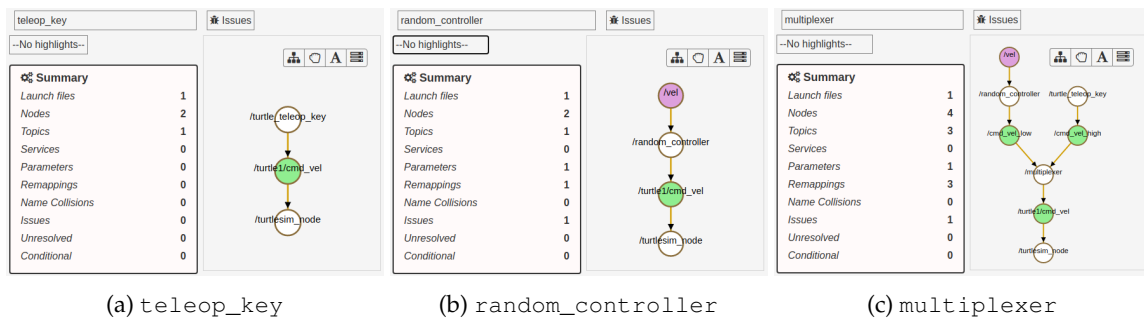 teleop_key
Issues
--No highlights--
Summary
Launch files 1
Nodes 2
Topics 1
Services 0
Parameters 0
Remappings 0
Name Collisions 0
Issues 0
Unresolved 0
Conditional 0
A
/turtle_teleop_key
/turtle1/cmd_vel
/turtlesim_node
(a) teleop_key
random_controller
Issues
--No highlights--
Summary
Launch files 1
Nodes 2
Topics 1
Services 0
Parameters 1
Remappings 1
Name Collisions 0
Issues 1
Unresolved 0
Conditional 0
A
/vel
/random_controller
/turtle1/cmd_vel
/turtlesim_node
(b) random_controller
multiplexer
Issues
--No highlights--
Summary
Launch files 1
Nodes 4
Topics 3
Services 0
Parameters 1
Remappings 3
Name Collisions 0
Issues 1
Unresolved 0
Conditional 0
A
/vel
/random_controller /turtle_teleop_key
/cmd_vel_low /cmd_vel_high
/multiplexer
/turtle1/cmd_vel
/turtlesim_node
(c) multiplexer